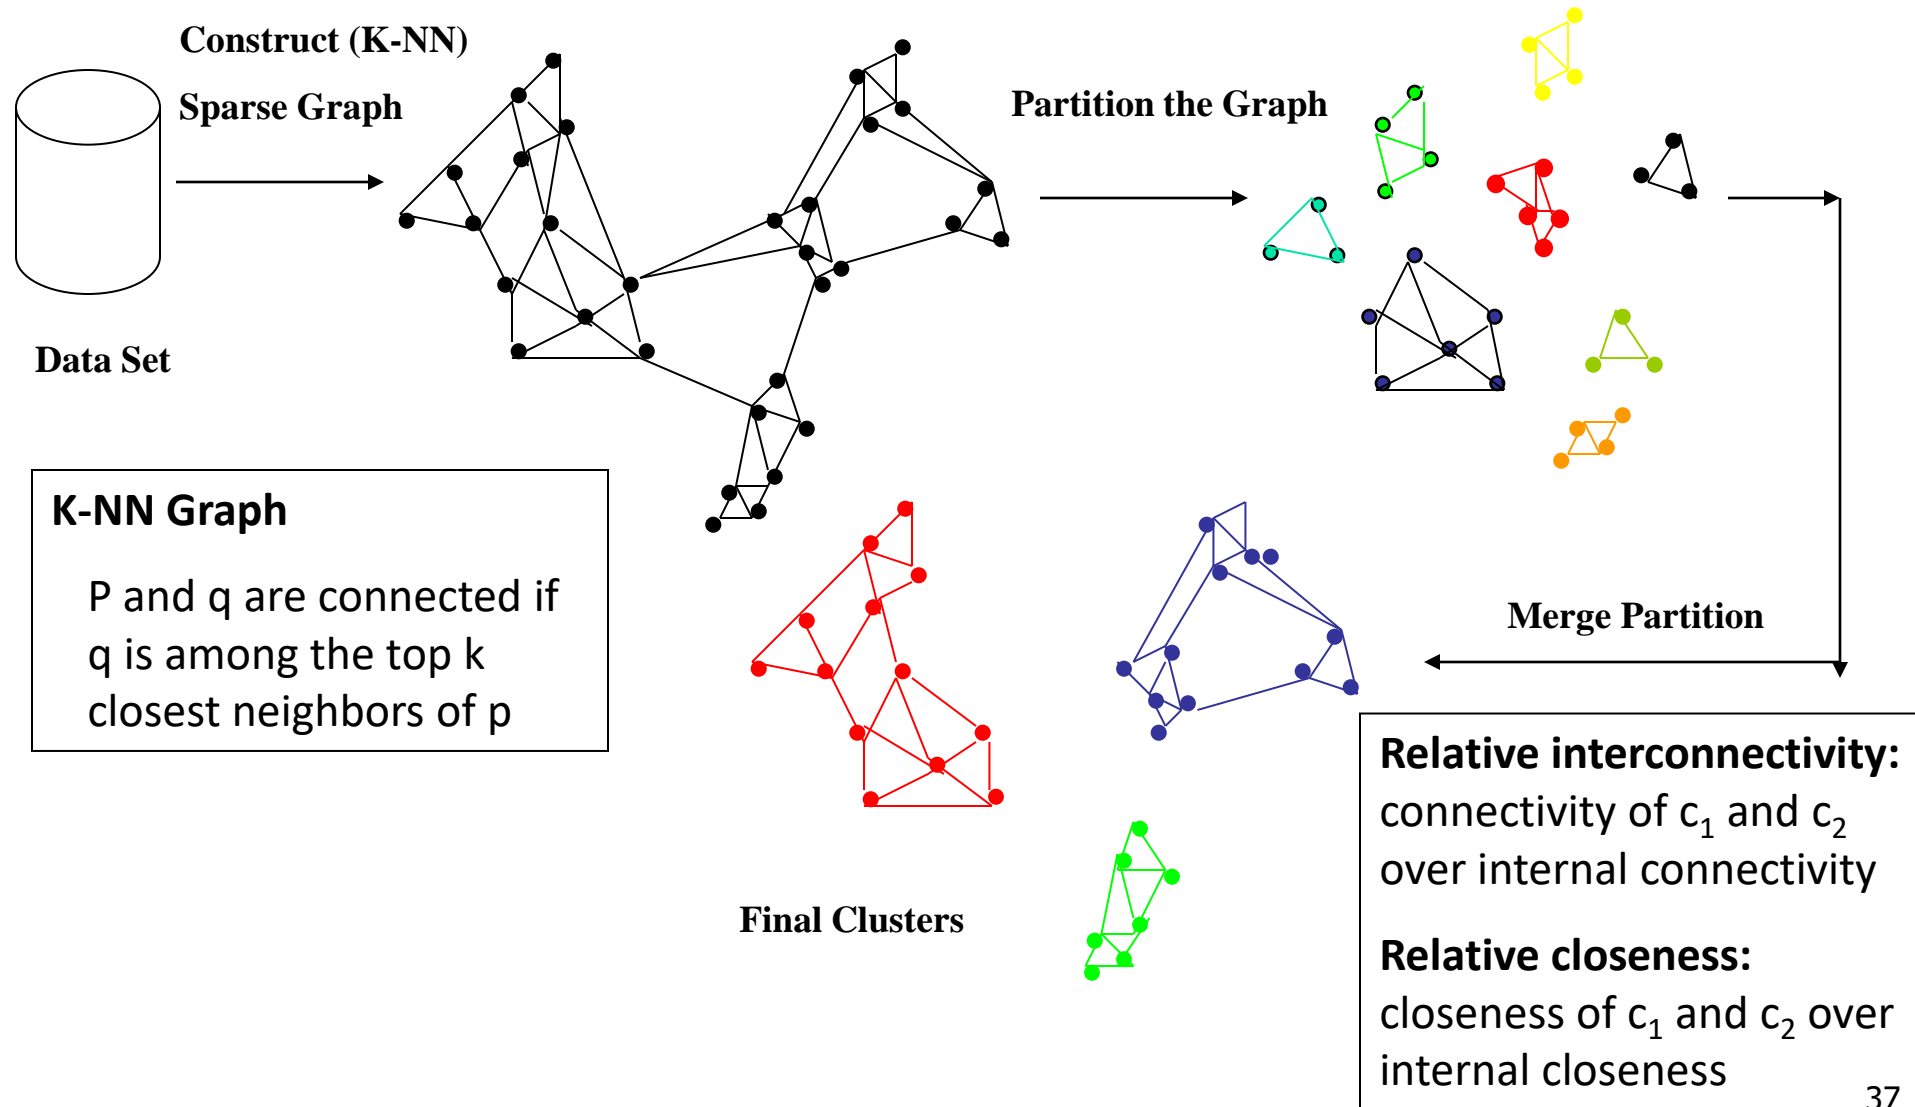 Construct (K-NN)
Sparse Graph
Data Set
Partition the Graph
K-NN Graph
P and q are connected if
q is among the top k
closest neighbors of p
Merge Partition
Final Clusters
Relative interconnectivity:
connectivity of c₁ and c₂
over internal connectivity
Relative closeness:
closeness of c₁ and c₂ over
internal closeness
37